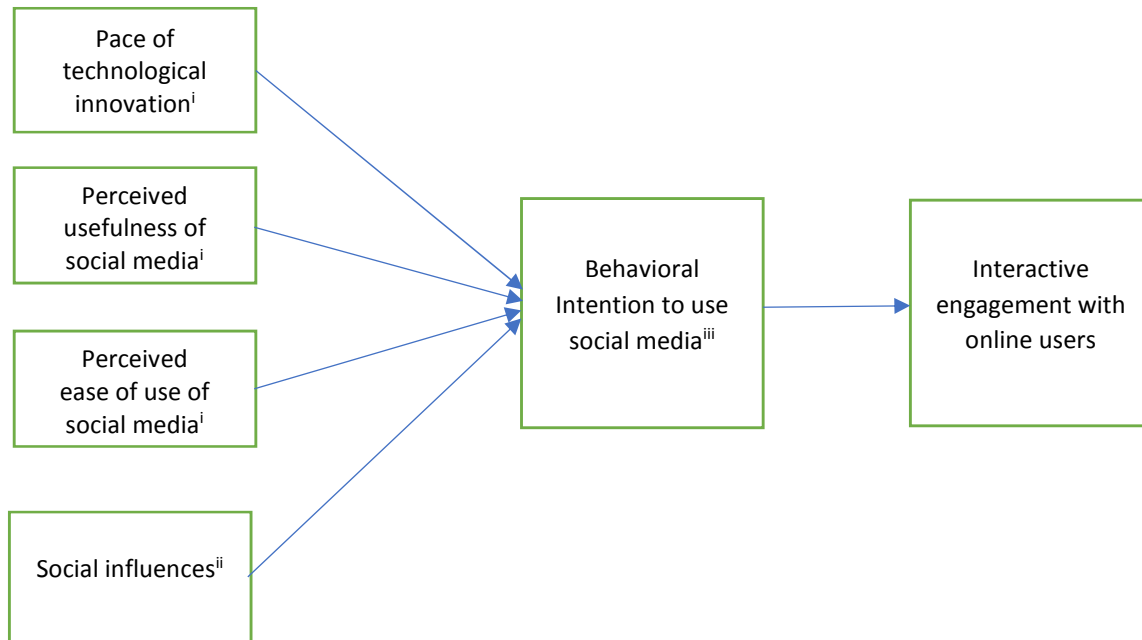 Pace of
technological
innovationⁱ
Perceived
usefulness of
social mediaⁱ
Perceived
ease of use of
social mediaⁱ
Social influencesⁱⁱ
Behavioral
Intention to use
social mediaⁱⁱⁱ
Interactive
engagement with
online users